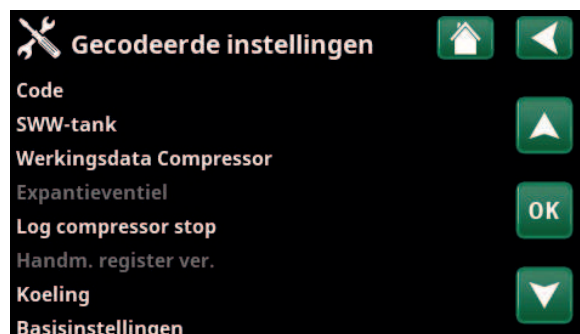 Gecodeerde instellingen
Code
SWW-tank
Werkingsdata Compressor
Expantieventiel
OK
Log compressor stop
Handm. register ver.
Koeling
Basisinstellingen